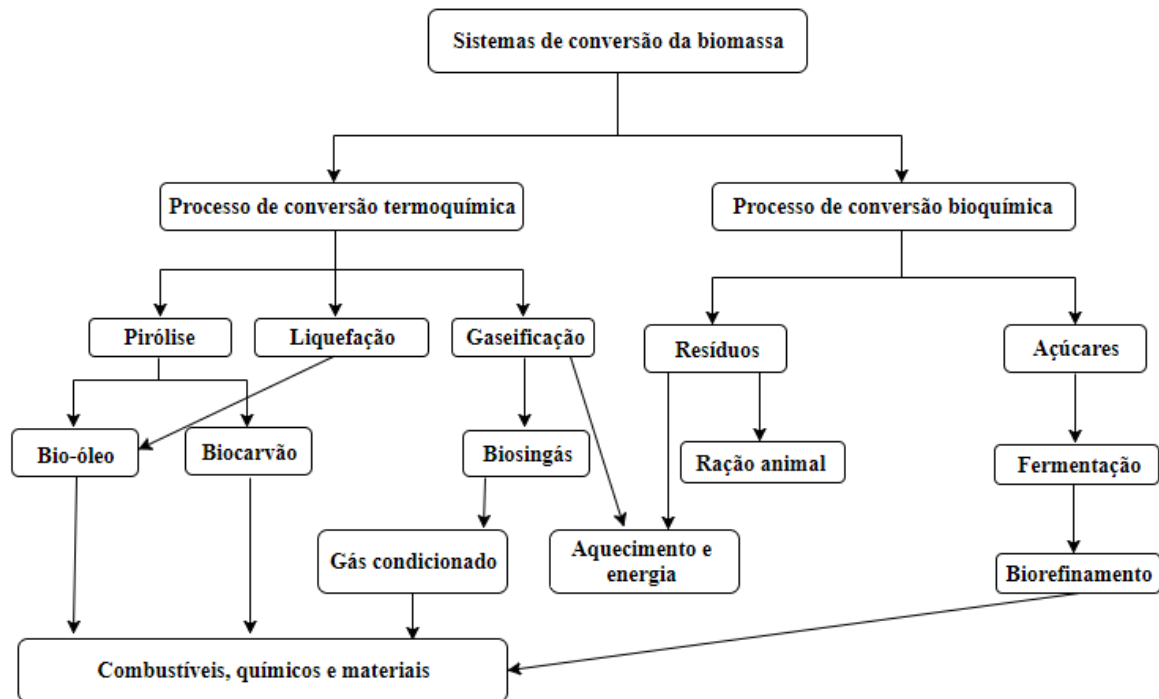 Sistemas de conversão da biomassa
Processo de conversão termoquímica
Processo de conversão bioquímica
Pirólise
Liquefação
Gaseificação
Resíduos
Açúcares
Bio-óleo
Biocarvão
Biosingás
Ração animal
Fermentação
Gás condicionado
Aquecimento e
energia
Biorefinamento
Combustíveis, químicos e materiais